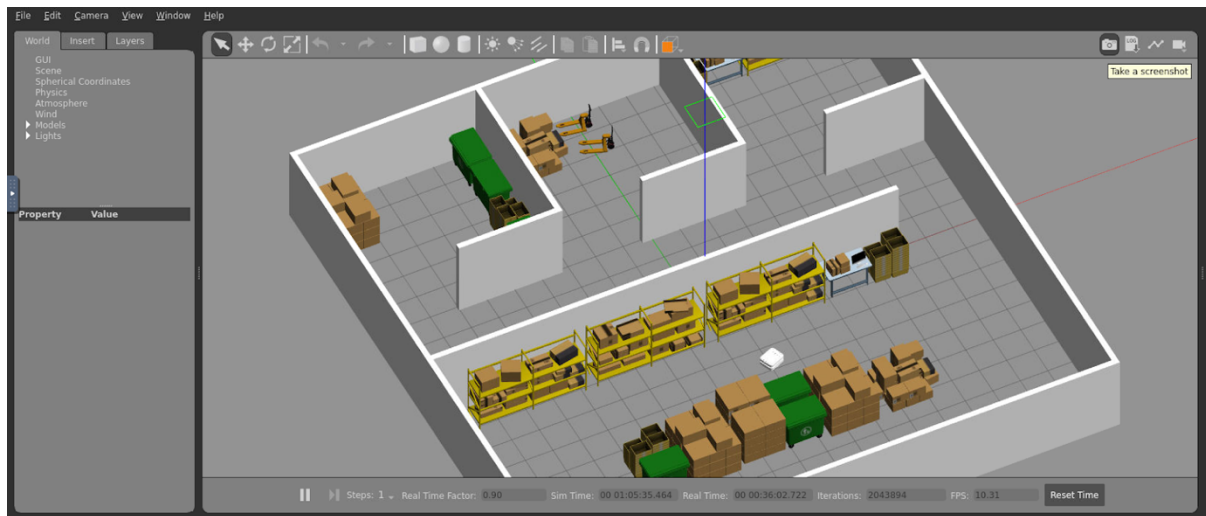 File Edit Camera View Window Help
World Insert Layers
GUI
Scene
Spherical Coordinates
Physics
Atmosphere
Wind
Models
Lights
Property Value
LOG
Take a screenshot
Steps: 1 Real Time Factor: 0.90 Sim Time: 00 01:05:35.464 Real Time: 00 00:36:02.722 Iterations: 2043894 FPS: 10.31 Reset Time